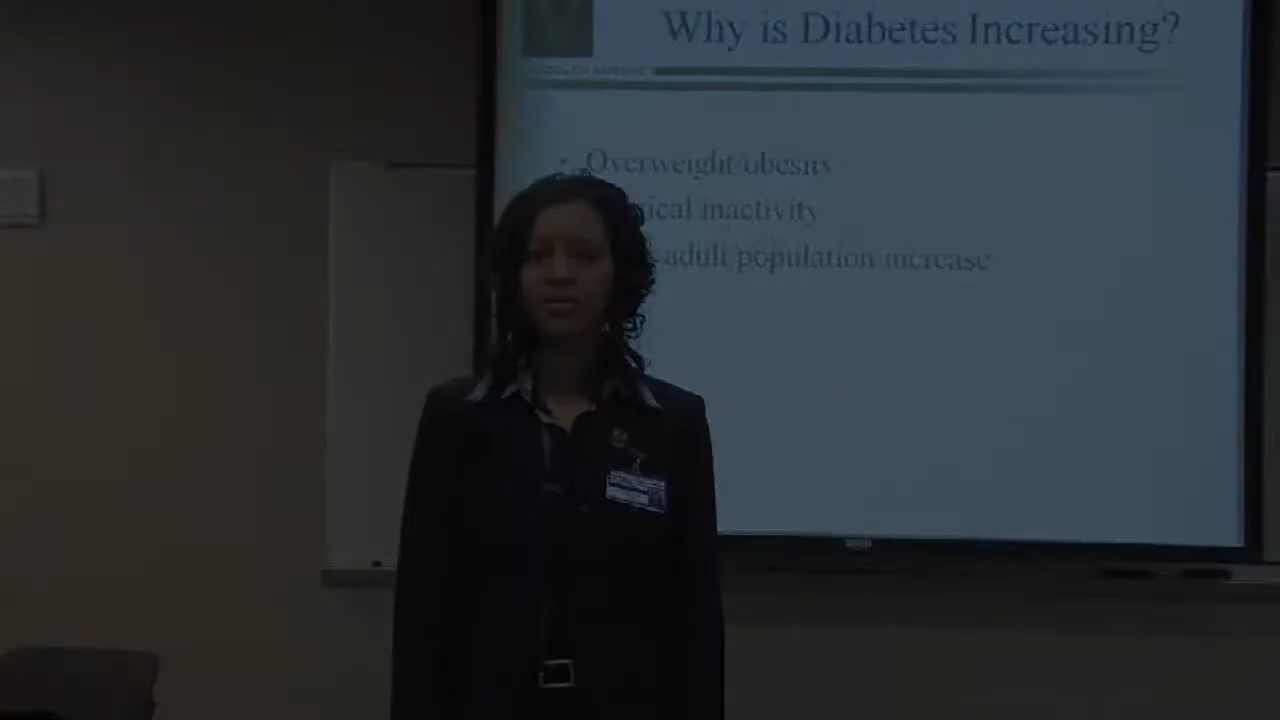 Why is Diabetes Increasing?
• Overweight/obesity
ical inactivity
adult population increase